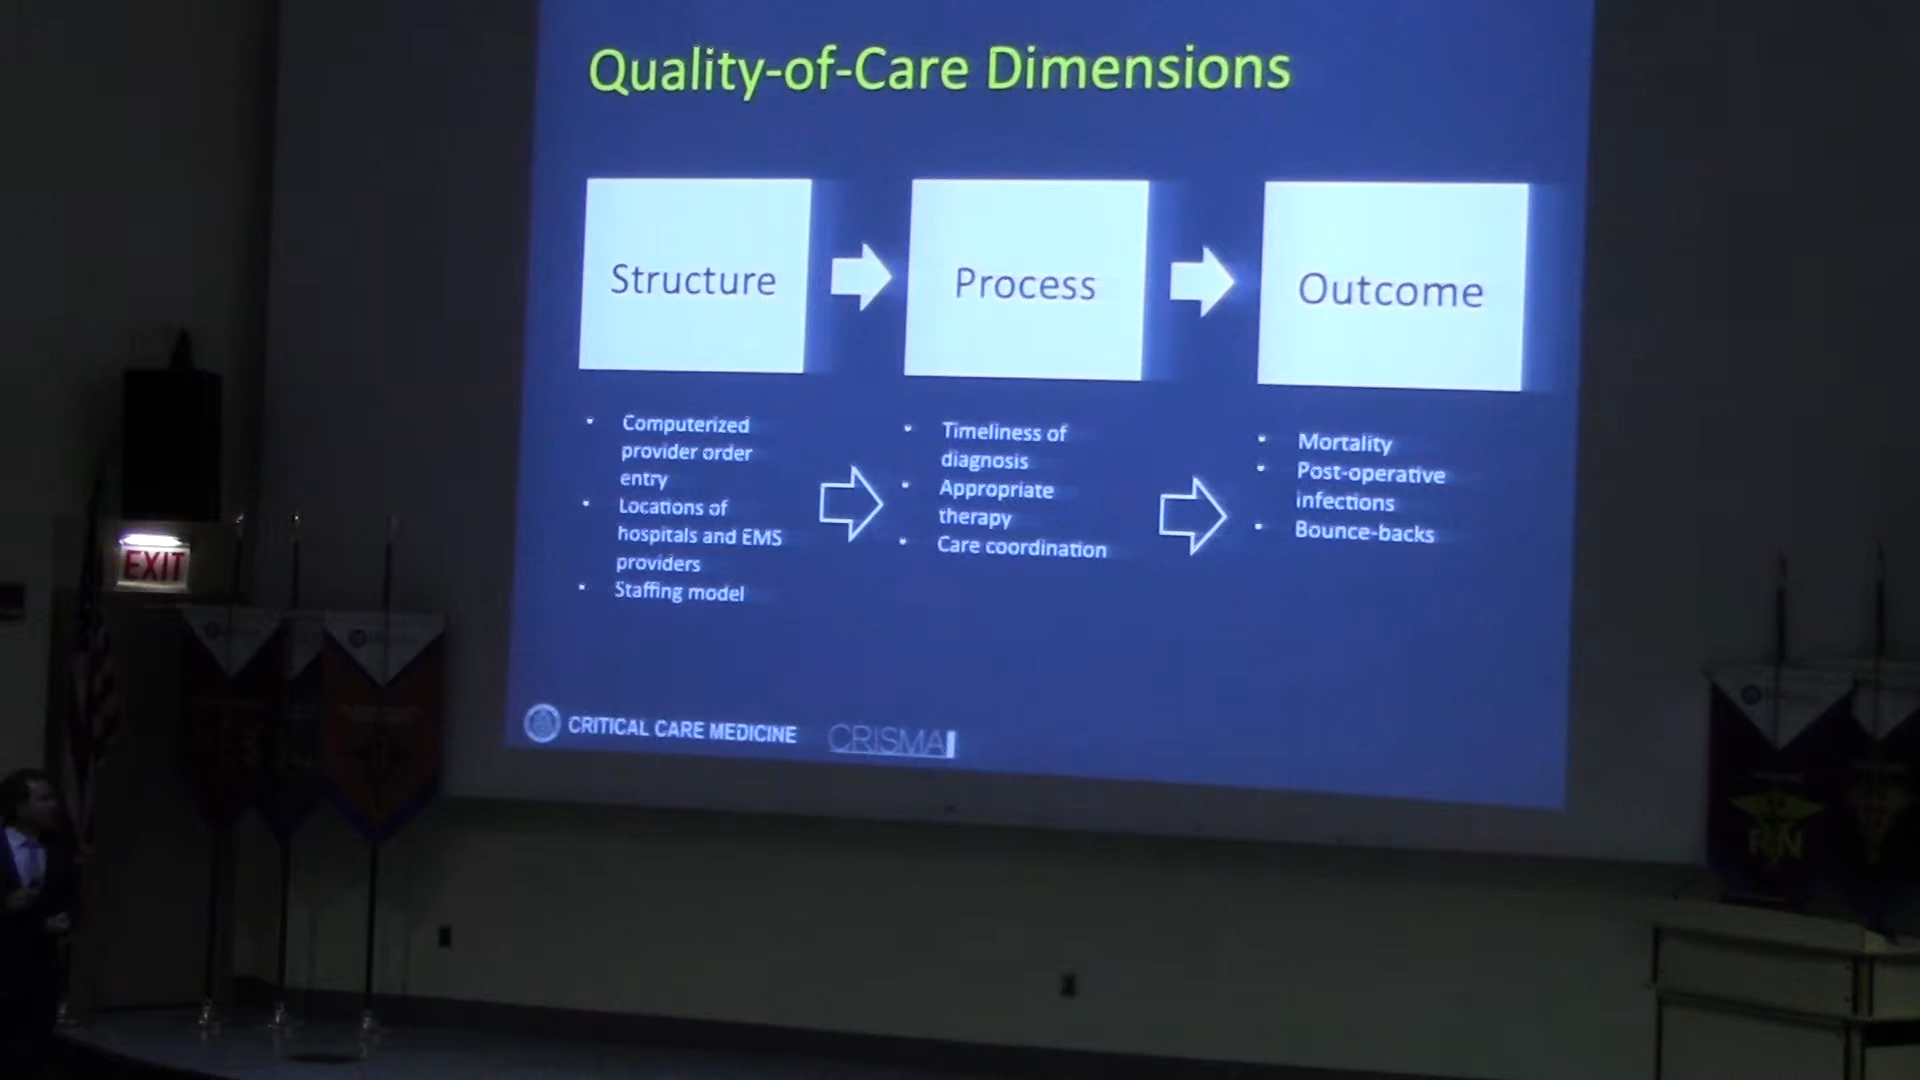 Quality-of-Care Dimensions
Structure
Process
Outcome
• Computerized
provider order
entry
• Locations of
hospitals and EMS
providers
• Staffing model
• Timeliness of
diagnosis
• Appropriate
therapy
• Care coordination
• Mortality
• Post-operative
infections
• Bounce-backs
CRITICAL CARE MEDICINE
CRISMA
EXIT